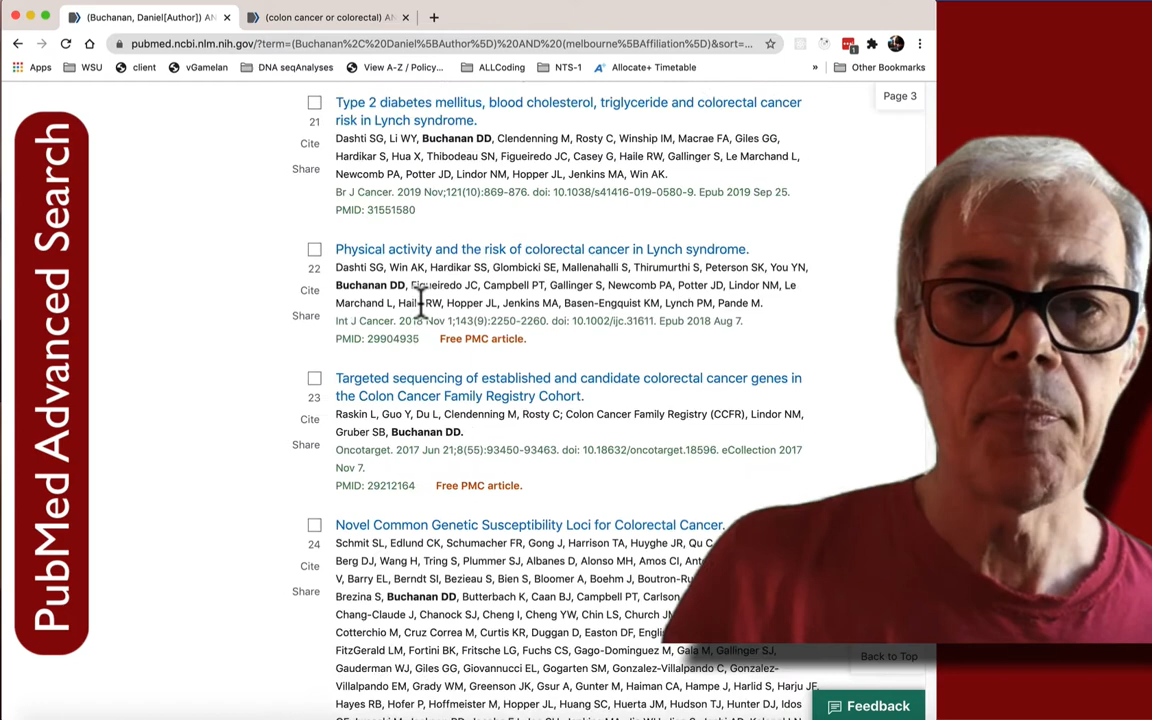 (Buchanan, Daniel[Author]) AN
(colon cancer or colorectal) AN
pubmed.ncbi.nlm.nih.gov/?term=(Buchanan%2C%20Daniel%5BAuthor%5D)%20AND%20(melbourne%5BAffiliation%5D)&sort=...
Apps WSU client vGamelan DNA seqAnalyses View A-Z / Policy... ALLCoding NTS-1 Allocate+ Timetable » Other Bookmarks
PubMed Advanced Search
Page 3
Type 2 diabetes mellitus, blood cholesterol, triglyceride and colorectal cancer
risk in Lynch syndrome.
21
Cite
Share
Dashti SG, Li WY, Buchanan DD, Clendenning M, Rosty C, Winship IM, Macrae FA, Giles GG,
Hardikar S, Hua X, Thibodeau SN, Figueiredo JC, Casey G, Haile RW, Gallinger S, Le Marchand L,
Newcomb PA, Potter JD, Lindor NM, Hopper JL, Jenkins MA, Win AK.
Br J Cancer. 2019 Nov;121(10):869-876. doi: 10.1038/s41416-019-0580-9. Epub 2019 Sep 25.
PMID: 31551580
Physical activity and the risk of colorectal cancer in Lynch syndrome.
22
Cite
Share
Dashti SG, Win AK, Hardikar SS, Glombicki SE, Mallenahalli S, Thirumurthi S, Peterson SK, You YN,
Buchanan DD, Figueiredo JC, Campbell PT, Gallinger S, Newcomb PA, Potter JD, Lindor NM, Le
Marchand L, Haile RW, Hopper JL, Jenkins MA, Basen-Engquist KM, Lynch PM, Pande M.
Int J Cancer. 2018 Nov 1;143(9):2250-2260. doi: 10.1002/ijc.31611. Epub 2018 Aug 7.
PMID: 29904935 Free PMC article.
Targeted sequencing of established and candidate colorectal cancer genes in
the Colon Cancer Family Registry Cohort.
23
Cite
Share
Raskin L, Guo Y, Du L, Clendenning M, Rosty C; Colon Cancer Family Registry (CCFR), Lindor NM,
Gruber SB, Buchanan DD.
Oncotarget. 2017 Jun 21;8(55):93450-93463. doi: 10.18632/oncotarget.18596. eCollection 2017
Nov 7.
PMID: 29212164 Free PMC article.
Novel Common Genetic Susceptibility Loci for Colorectal Cancer.
24
Cite
Share
Schmit SL, Edlund CK, Schumacher FR, Gong J, Harrison TA, Huyghe JR, Qu C
Berg DJ, Wang H, Tring S, Plummer SJ, Albanes D, Alonso MH, Amos CI, Ant
V, Barry EL, Berndt SI, Bezieau S, Bien S, Bloomer A, Boehm J, Boutron-Ru
Brezina S, Buchanan DD, Butterbach K, Caan BJ, Campbell PT, Carlson
Chang-Claude J, Chanock SJ, Cheng I, Cheng YW, Chin LS, Church JM
Cotterchio M, Cruz Correa M, Curtis KR, Duggan D, Easton DF, Engli
FitzGerald LM, Fortini BK, Fritsche LG, Fuchs CS, Gago-Dominguez M, Gala M, Gallinger SJ
Gauderman WJ, Giles GG, Giovannucci EL, Gogarten SM, Gonzalez-Villalpando C, Gonzalez-
Villalpando EM, Grady WM, Greenson JK, Gsur A, Gunter M, Haiman CA, Hampe J, Harlid S, Harju JF,
Hayes RB, Hofer P, Hoffmeister M, Hopper JL, Huang SC, Huerta JM, Hudson TJ, Hunter DJ, Idos
Back to Top
Feedback